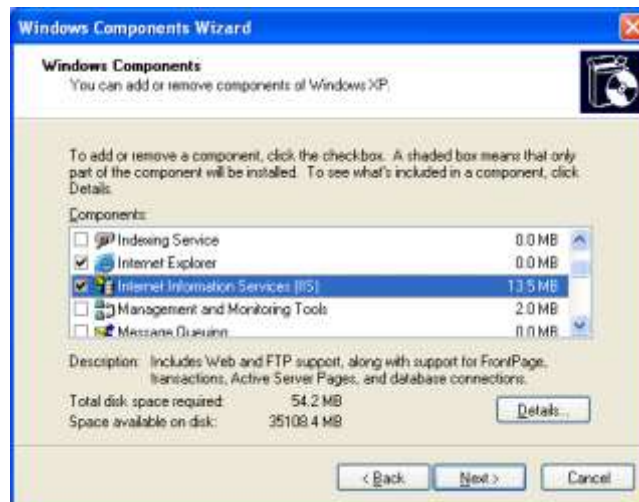 Windows Components Wizard
Windows Components
You can add or remove components of Windows XP.
To add or remove a component, click the checkbox. A shaded box means that only
part of the component will be installed. To see what's included in a component, click
Details.
Components:
Indexing Service 0.0 MB
Internet Explorer 0.0 MB
Internet Information Services (IIS) 13.5 MB
Management and Monitoring Tools 2.0 MB
Message Queuing 0.0 MB
Description: Includes Web and FTP support, along with support for FrontPage,
transactions, Active Server Pages, and database connections.
Total disk space required: 54.2 MB
Space available on disk: 35108.4 MB
Details...
< Back Next > Cancel